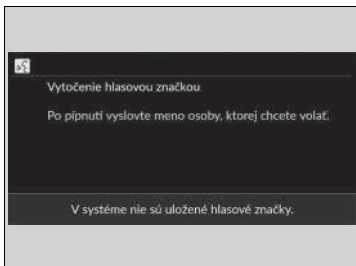 Vytočenie hlasovou značkou
Po pípnutí vyslovte meno osoby, ktorej chcete volať.
V systéme nie sú uložené hlasové značky.